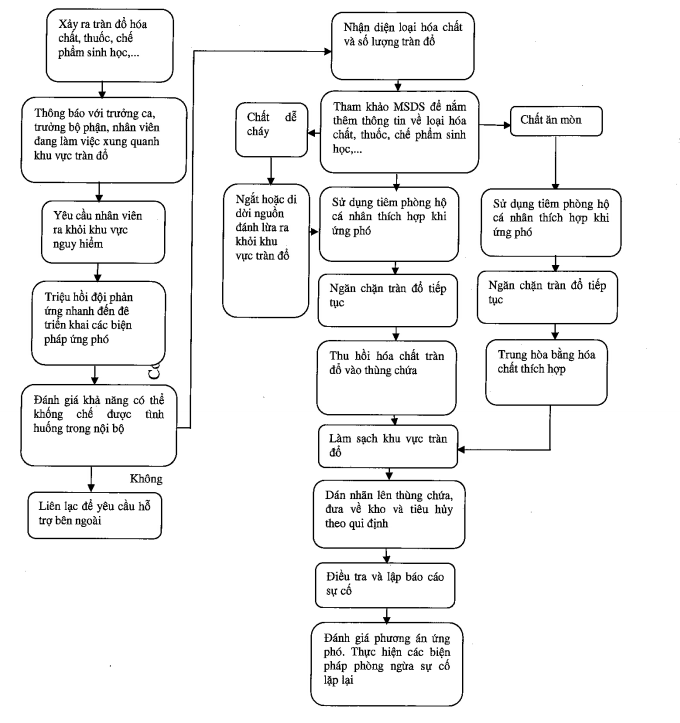 Xảy ra tràn đổ hóa
chất, thuốc, chế
phẩm sinh học,...
Thông báo với trưởng ca,
trưởng bộ phận, nhân viên
đang làm việc xung quanh
khu vực tràn đổ
Yêu cầu nhân viên
ra khỏi khu vực
nguy hiểm
Triệu hồi đội phản
ứng nhanh đến đê
triển khai các biện
pháp ứng phó
Đánh giá khả năng có thể
khống chế được tình
huống trong nội bộ
Không
Liên lạc để yêu cầu hỗ
trợ bên ngoài
Nhận diện loại hóa chất
và số lượng tràn đổ
Tham khảo MSDS để nắm
thêm thông tin về loại hóa
chất, thuốc, chế phẩm sinh
học,...
Chất dễ
cháy
Chất ăn mòn
Ngắt hoặc di
dời nguồn
đánh lửa ra
khỏi khu
vực tràn đổ
Sử dụng tiêm phòng hộ
cá nhân thích hợp khi
ứng phó
Sử dụng tiêm phòng hộ
cá nhân thích hợp khi
ứng phó
Ngăn chặn tràn đổ tiếp
tục
Ngăn chặn tràn đổ tiếp
tục
Thu hồi hóa chất tràn
đổ vào thùng chứa
Trung hòa bằng hóa
chất thích hợp
Làm sạch khu vực tràn
đổ
Dán nhãn lên thùng chứa,
đưa về kho và tiêu hủy
theo qui định
Điều tra và lập báo cáo
sự cố
Đánh giá phương án ứng
phó. Thực hiện các biện
pháp phòng ngừa sự cố
lặp lại